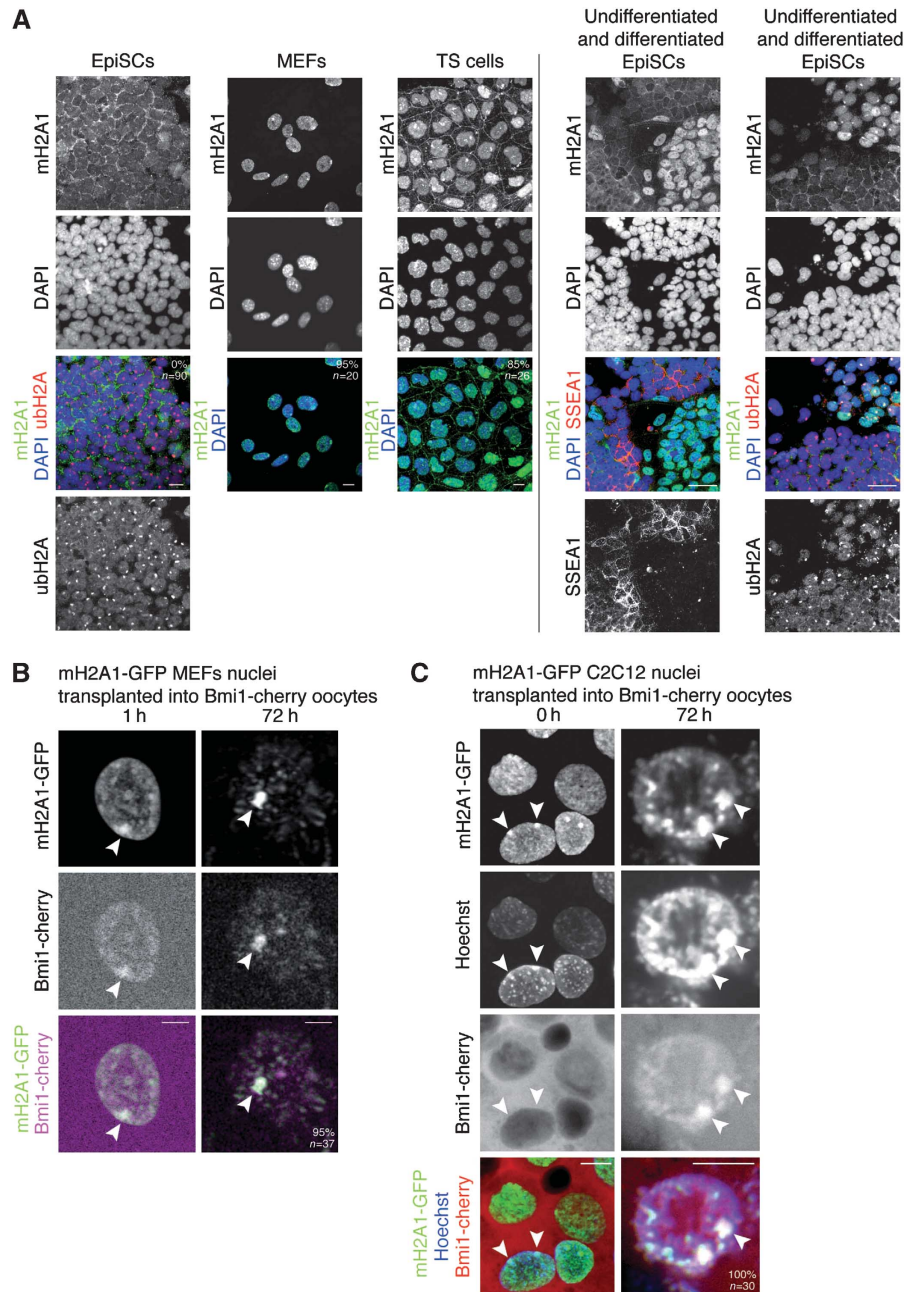 A
EpiSCs
MEFs
TS cells
Undifferentiated
and differentiated
EpiSCs
Undifferentiated
and differentiated
EpiSCs
mH2A1
mH2A1
mH2A1
mH2A1
mH2A1
DAPI
DAPI
DAPI
DAPI
DAPI
mH2A1
DAPI ubH2A
0%
n=90
mH2A1
DAPI
95%
n=20
mH2A1
DAPI
85%
n=26
mH2A1
DAPI SSEA1
mH2A1
DAPI ubH2A
ubH2A
SSEA1
ubH2A
B
mH2A1-GFP MEFs nuclei
transplanted into Bmi1-cherry oocytes
1 h
72 h
mH2A1-GFP
Bmi1-cherry
mH2A1-GFP
Bmi1-cherry
95%
n=37
C
mH2A1-GFP C2C12 nuclei
transplanted into Bmi1-cherry oocytes
0 h
72 h
mH2A1-GFP
Hoechst
Bmi1-cherry
mH2A1-GFP
Hoechst
Bmi1-cherry
100%
n=30